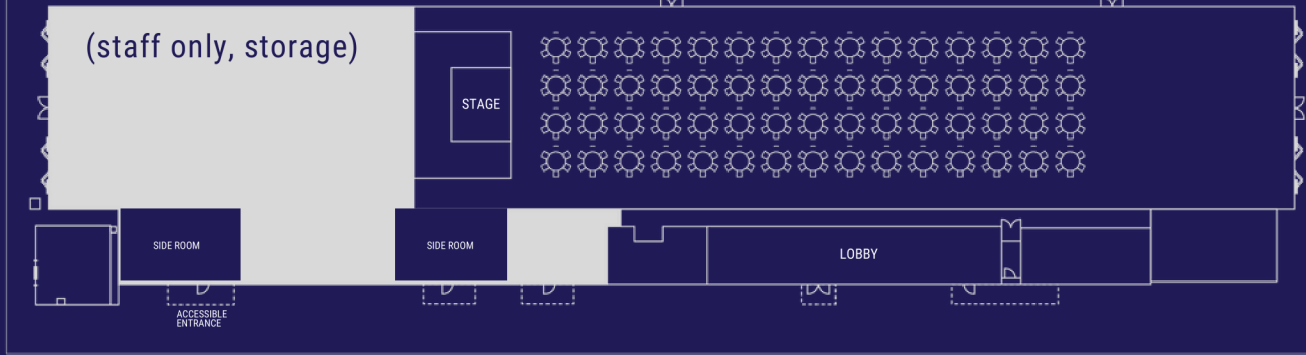 (staff only, storage)
STAGE
SIDE ROOM
SIDE ROOM
LOBBY
ACCESSIBLE
ENTRANCE